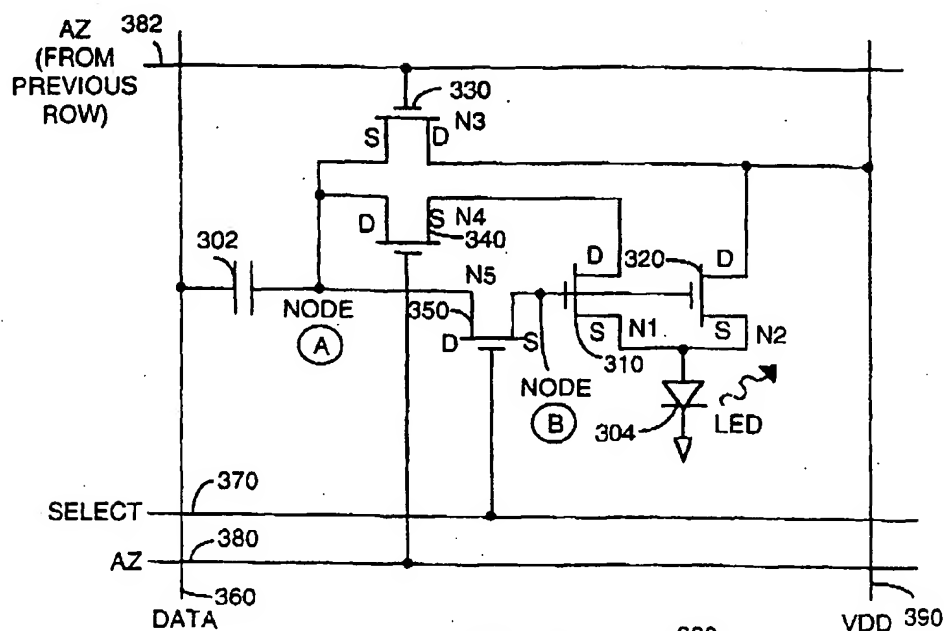 AZ 382
(FROM
PREVIOUS
ROW)
330
N3
S D
D S N4
340
302
N5
320 D
D
350
NODE
A
D S
S N1
S N2
310
NODE
B
304 LED
370
SELECT
380
AZ
360
DATA
VDD 390